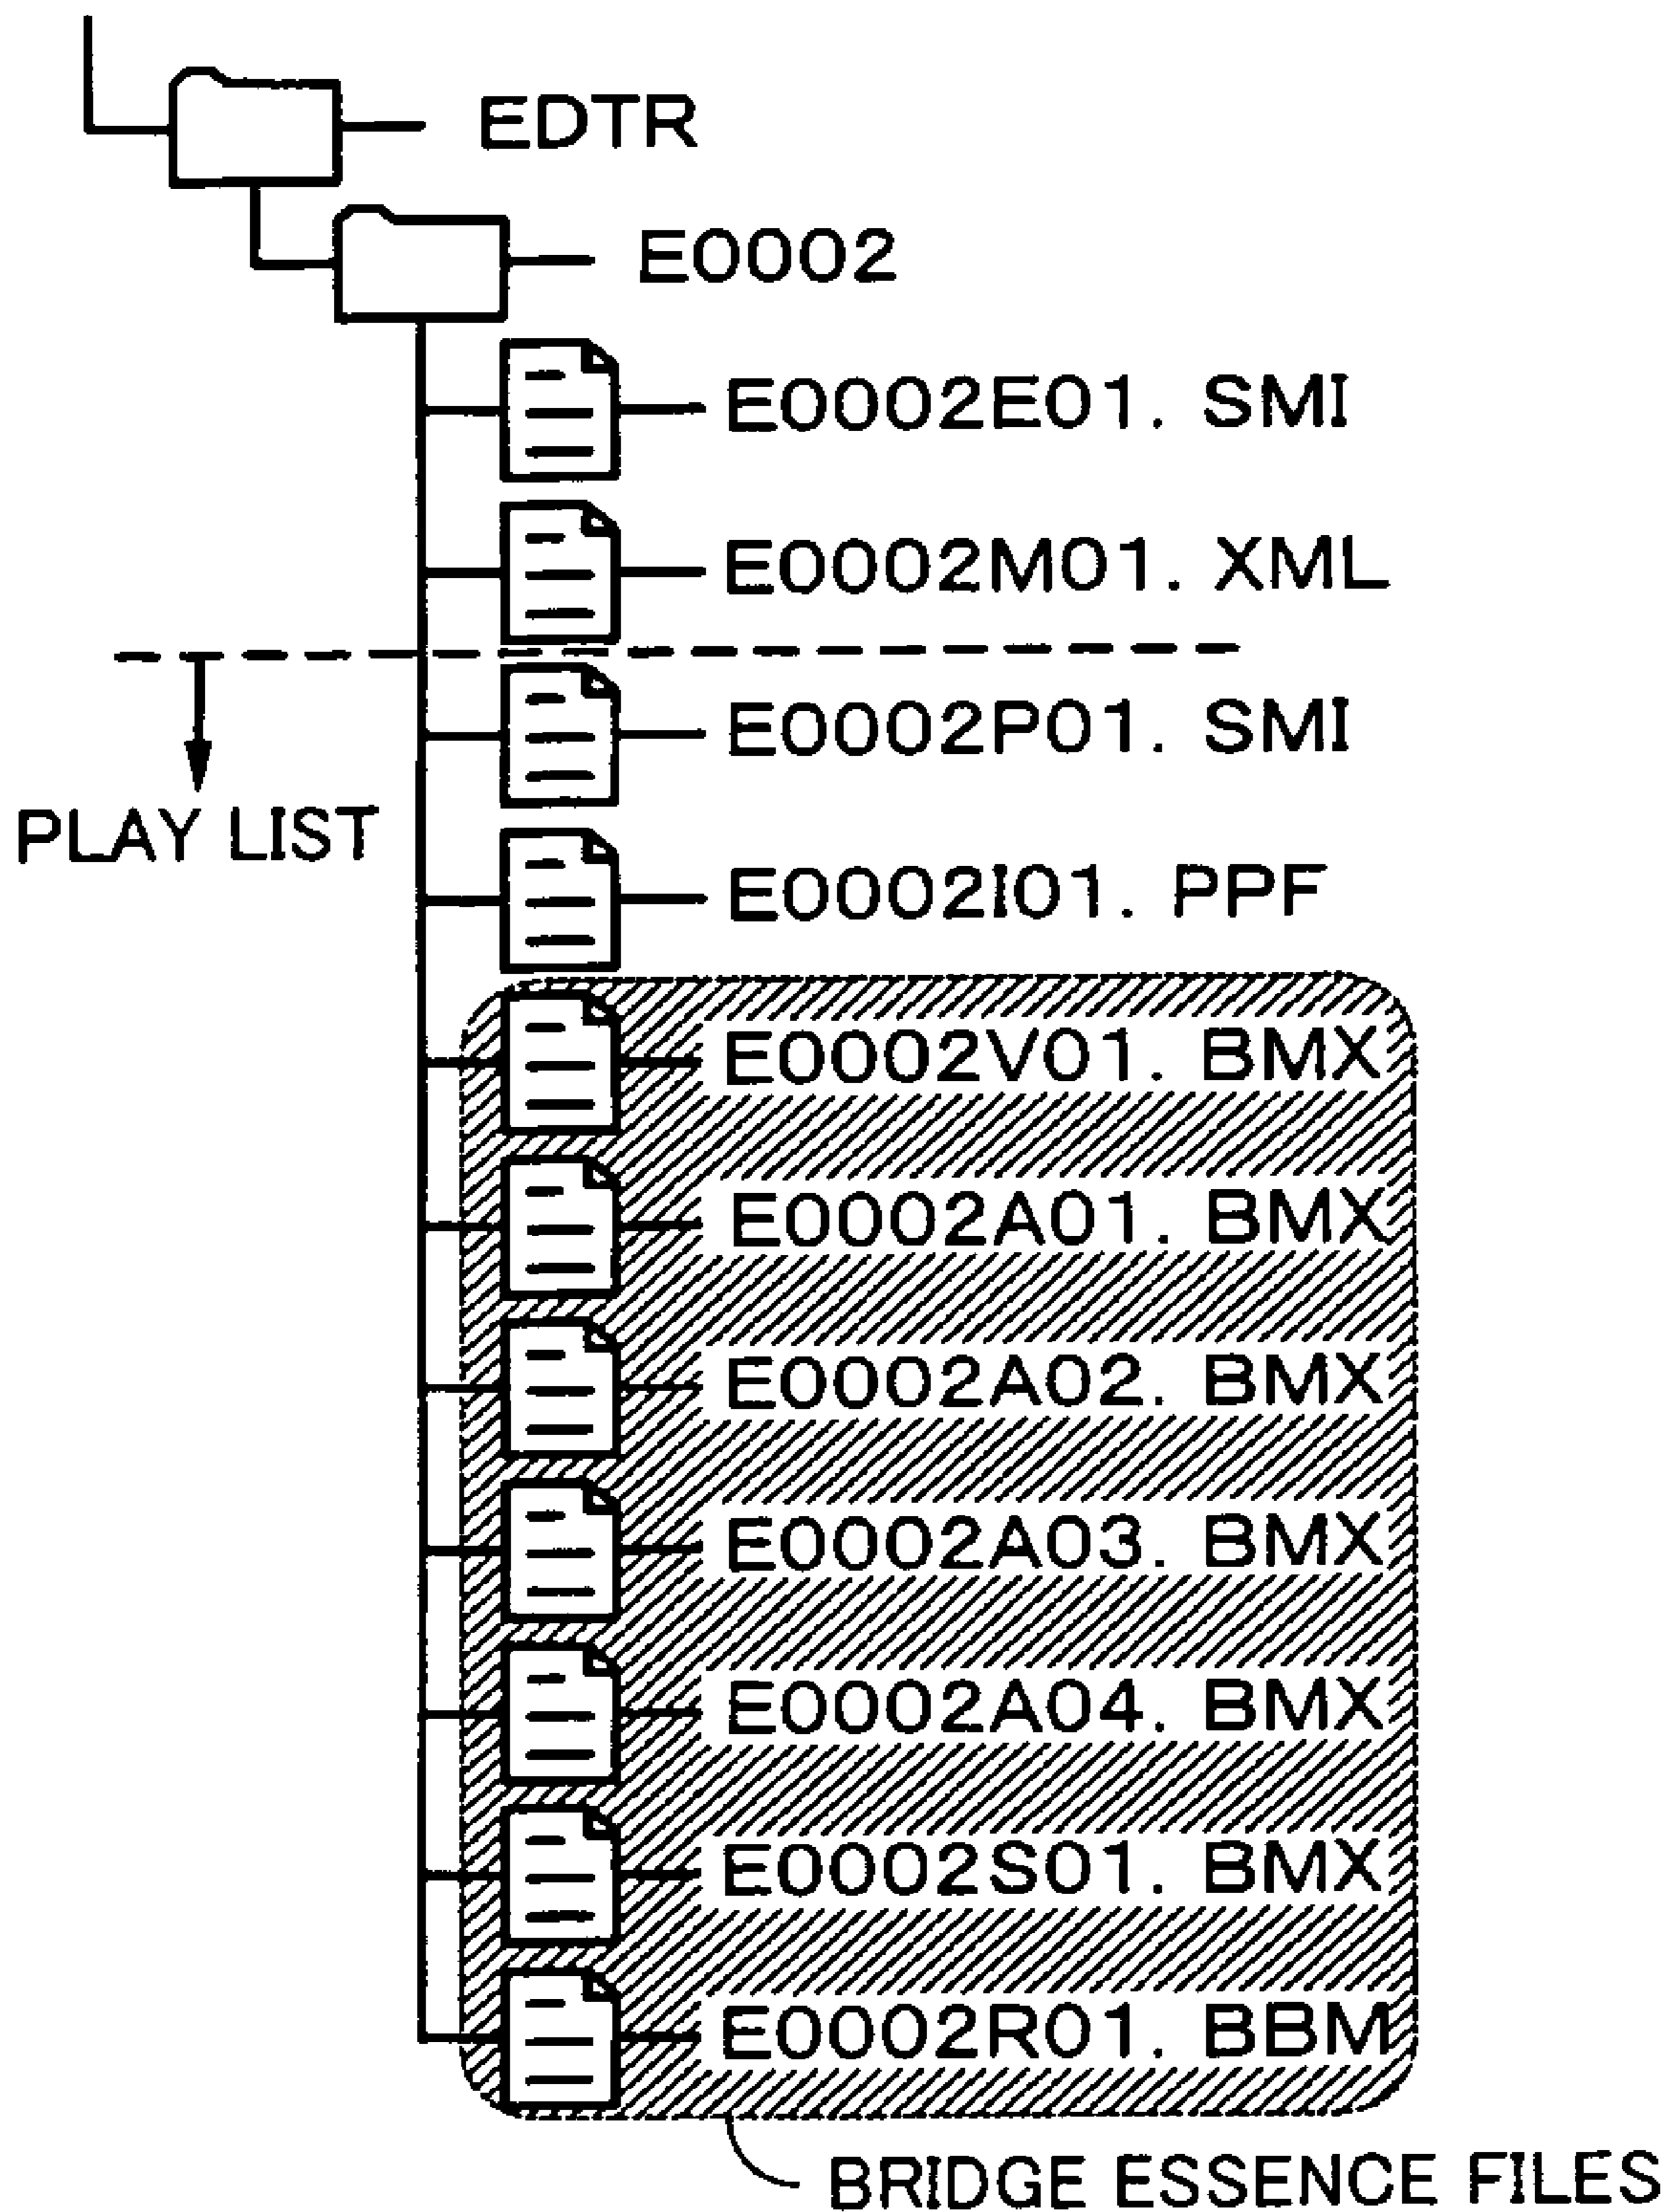 EDTR
E0002
E0002E01. SMI
E0002M01. XML
E0002P01. SMI
PLAY LIST
E0002I01. PPF
E0002V01. BMX
E0002A01. BMX
E0002A02. BMX
E0002A03. BMX
E0002A04. BMX
E0002S01. BMX
E0002R01. BBM
BRIDGE ESSENCE FILES